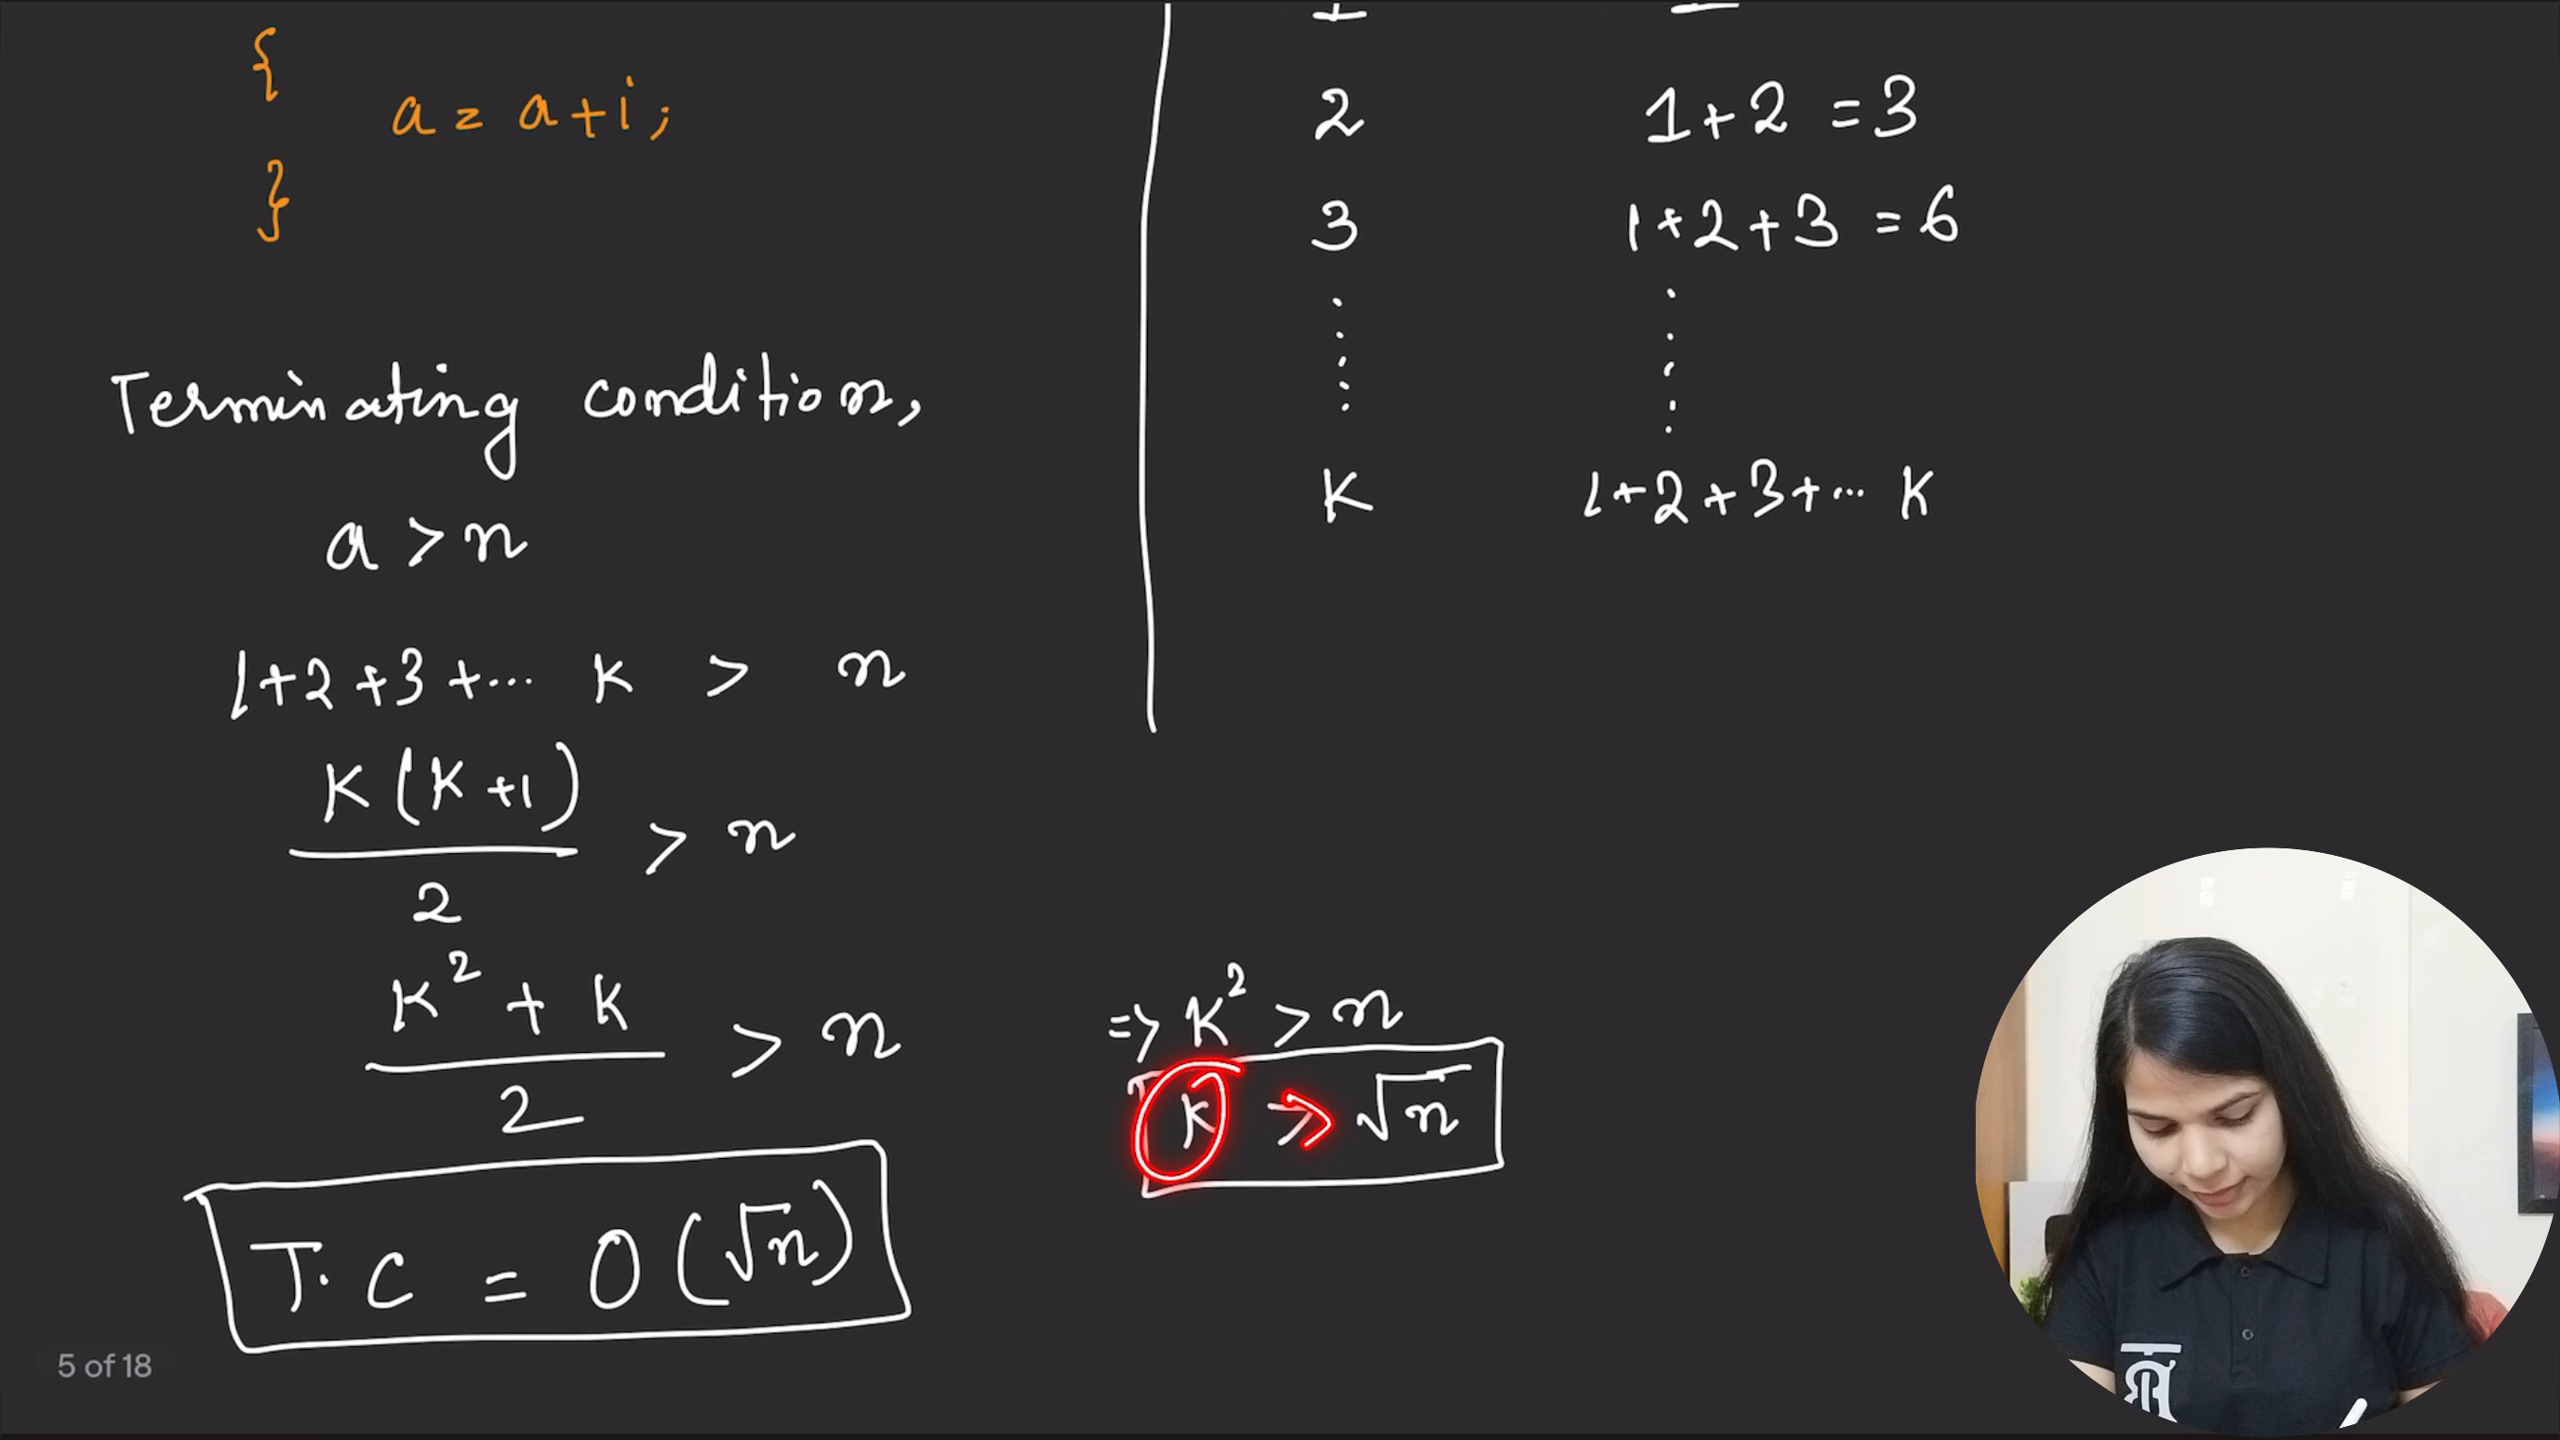 {
a = a+i;
}
Terminating condition,
a > n
1+2+3+... K > n
K(K+1)
2
> n
K² + K
2
> n
T.C = O(√n)
1
2 1+2 =3
3 1+2+3 =6
K 1+2+3+... K
=> K² > n
K > √n
5 of 18